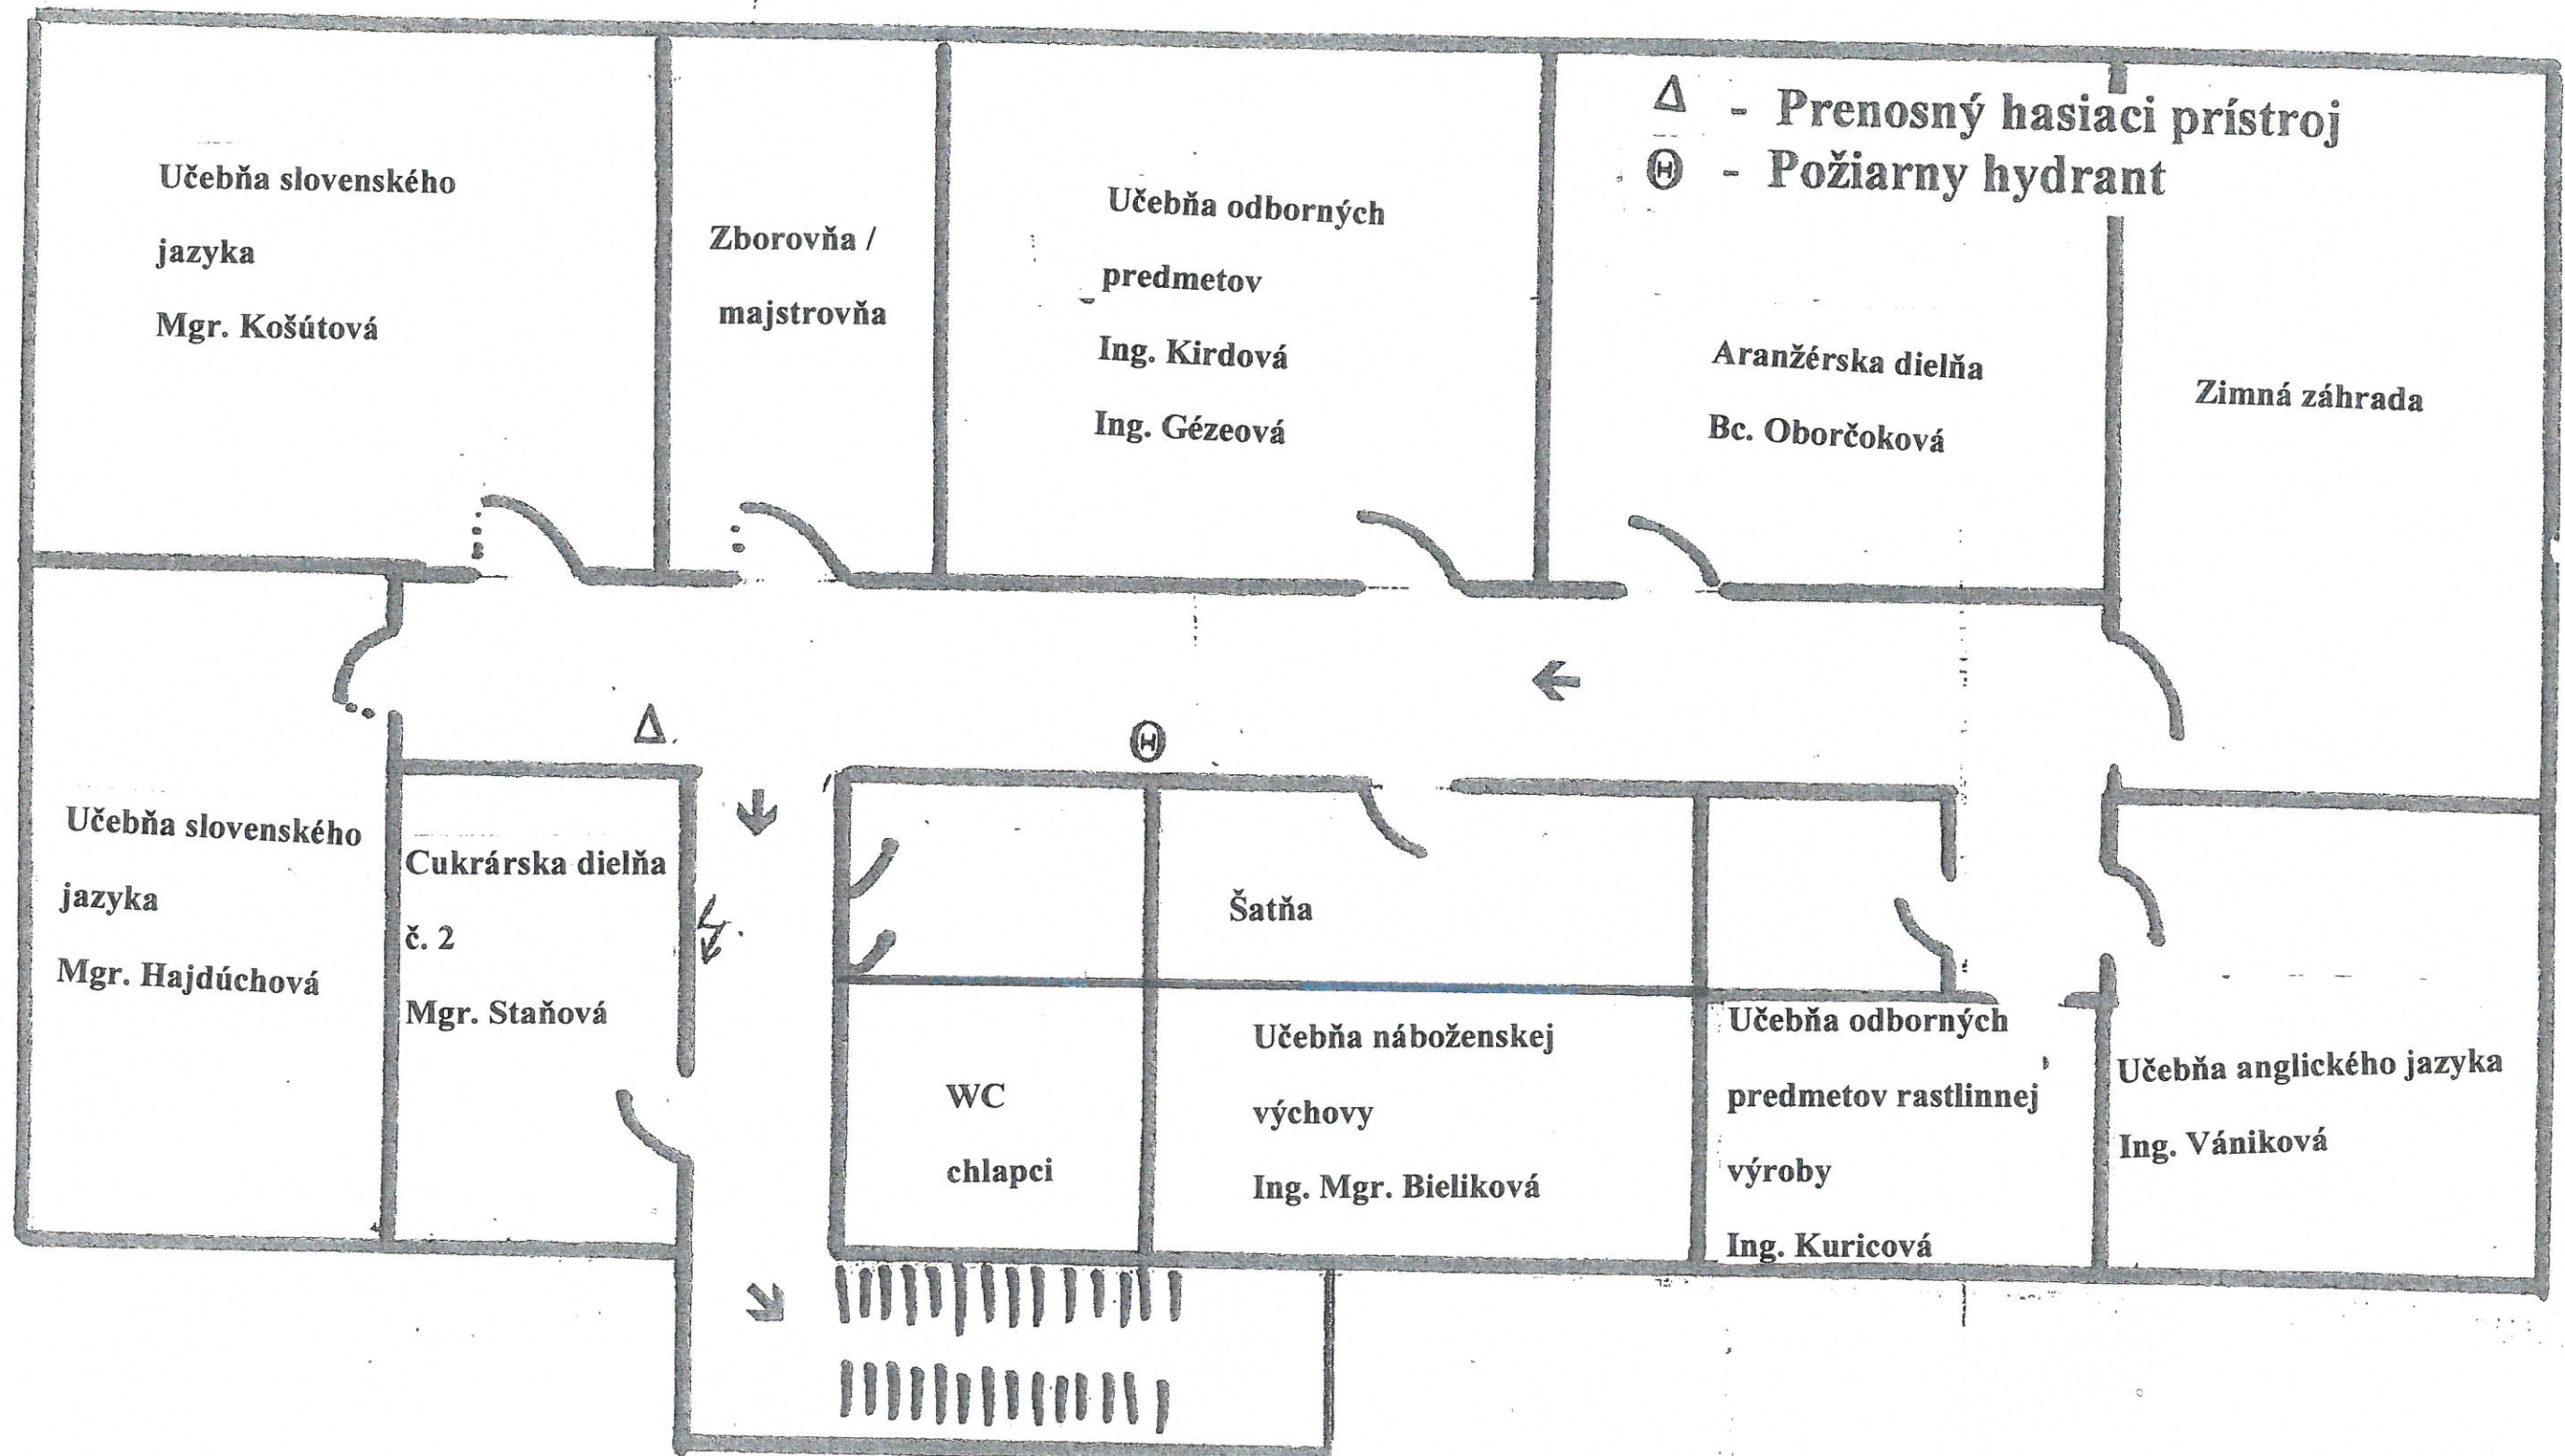 Δ - Prenosný hasiaci prístroj
- Požiarny hydrant
Učebňa slovenského
jazyka
Mgr. Košútová
Zborovňa /
majstrovňa
Učebňa odborných
predmetov
Ing. Kirdová
Ing. Gézeová
Aranžérska dielňa
Bc. Oborčoková
Zimná záhrada
Δ
H
Učebňa slovenského
jazyka
Mgr. Hajdúchová
Cukrárska dielňa
č. 2
Mgr. Staňová
Šatňa
WC
chlapci
Učebňa náboženskej
výchovy
Ing. Mgr. Bieliková
Učebňa odborných
predmetov rastlinnej
výroby
Ing. Kuricová
Učebňa anglického jazyka
Ing. Vániková